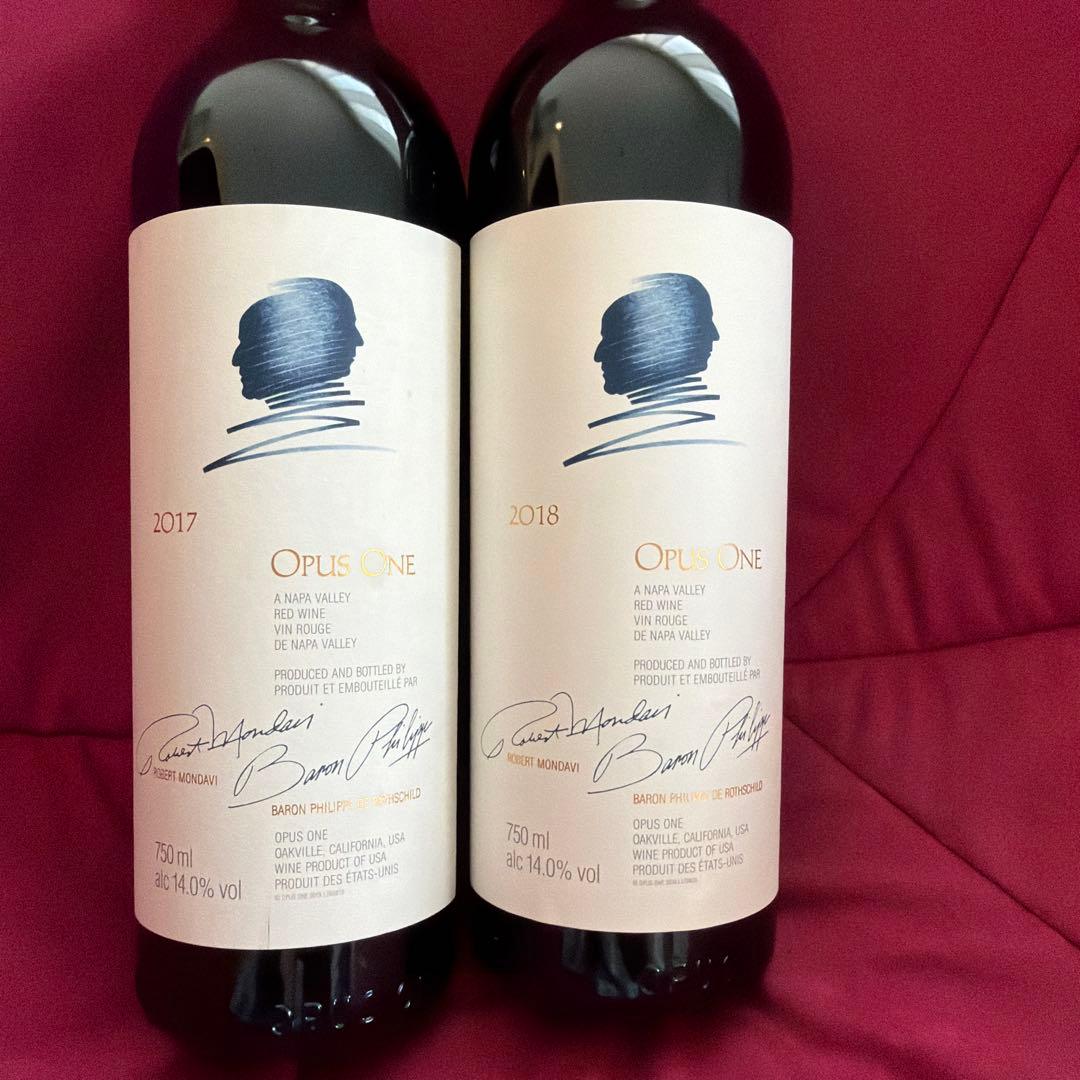 2017
OPUS ONE
A NAPA VALLEY
RED WINE
VIN ROUGE
DE NAPA VALLEY
PRODUCED AND BOTTLED BY
PRODUIT ET EMBOUTEILLÉ PAR
Robert Mondavi
ROBERT MONDAVI
Baron Philippe
BARON PHILIPPE DE ROTHSCHILD
750 ml
alc 14.0% vol
OPUS ONE
OAKVILLE, CALIFORNIA, USA
WINE PRODUCT OF USA
PRODUIT DES ÉTATS-UNIS
2018
OPUS ONE
A NAPA VALLEY
RED WINE
VIN ROUGE
DE NAPA VALLEY
PRODUCED AND BOTTLED BY
PRODUIT ET EMBOUTEILLÉ PAR
Robert Mondavi
ROBERT MONDAVI
Baron Philippe
BARON PHILIPPE DE ROTHSCHILD
750 ml
alc 14.0% vol
OPUS ONE
OAKVILLE, CALIFORNIA, USA
WINE PRODUCT OF USA
PRODUIT DES ÉTATS-UNIS